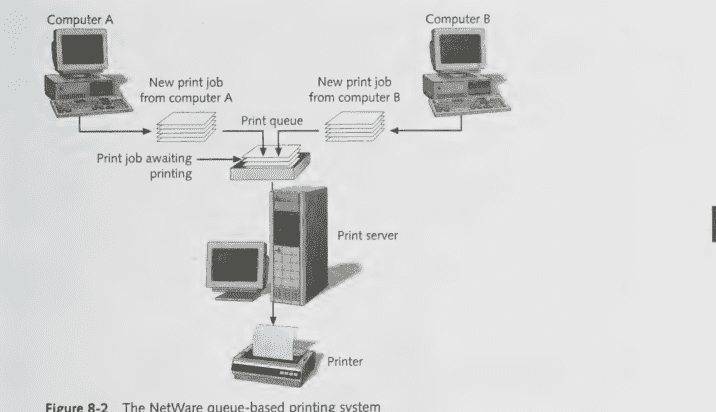 Computer A
Computer B
New print job
from computer A
New print job
from computer B
Print queue
Print job awaiting
printing
Print server
Printer
Figure 8-2 The NetWare queue-based printing system